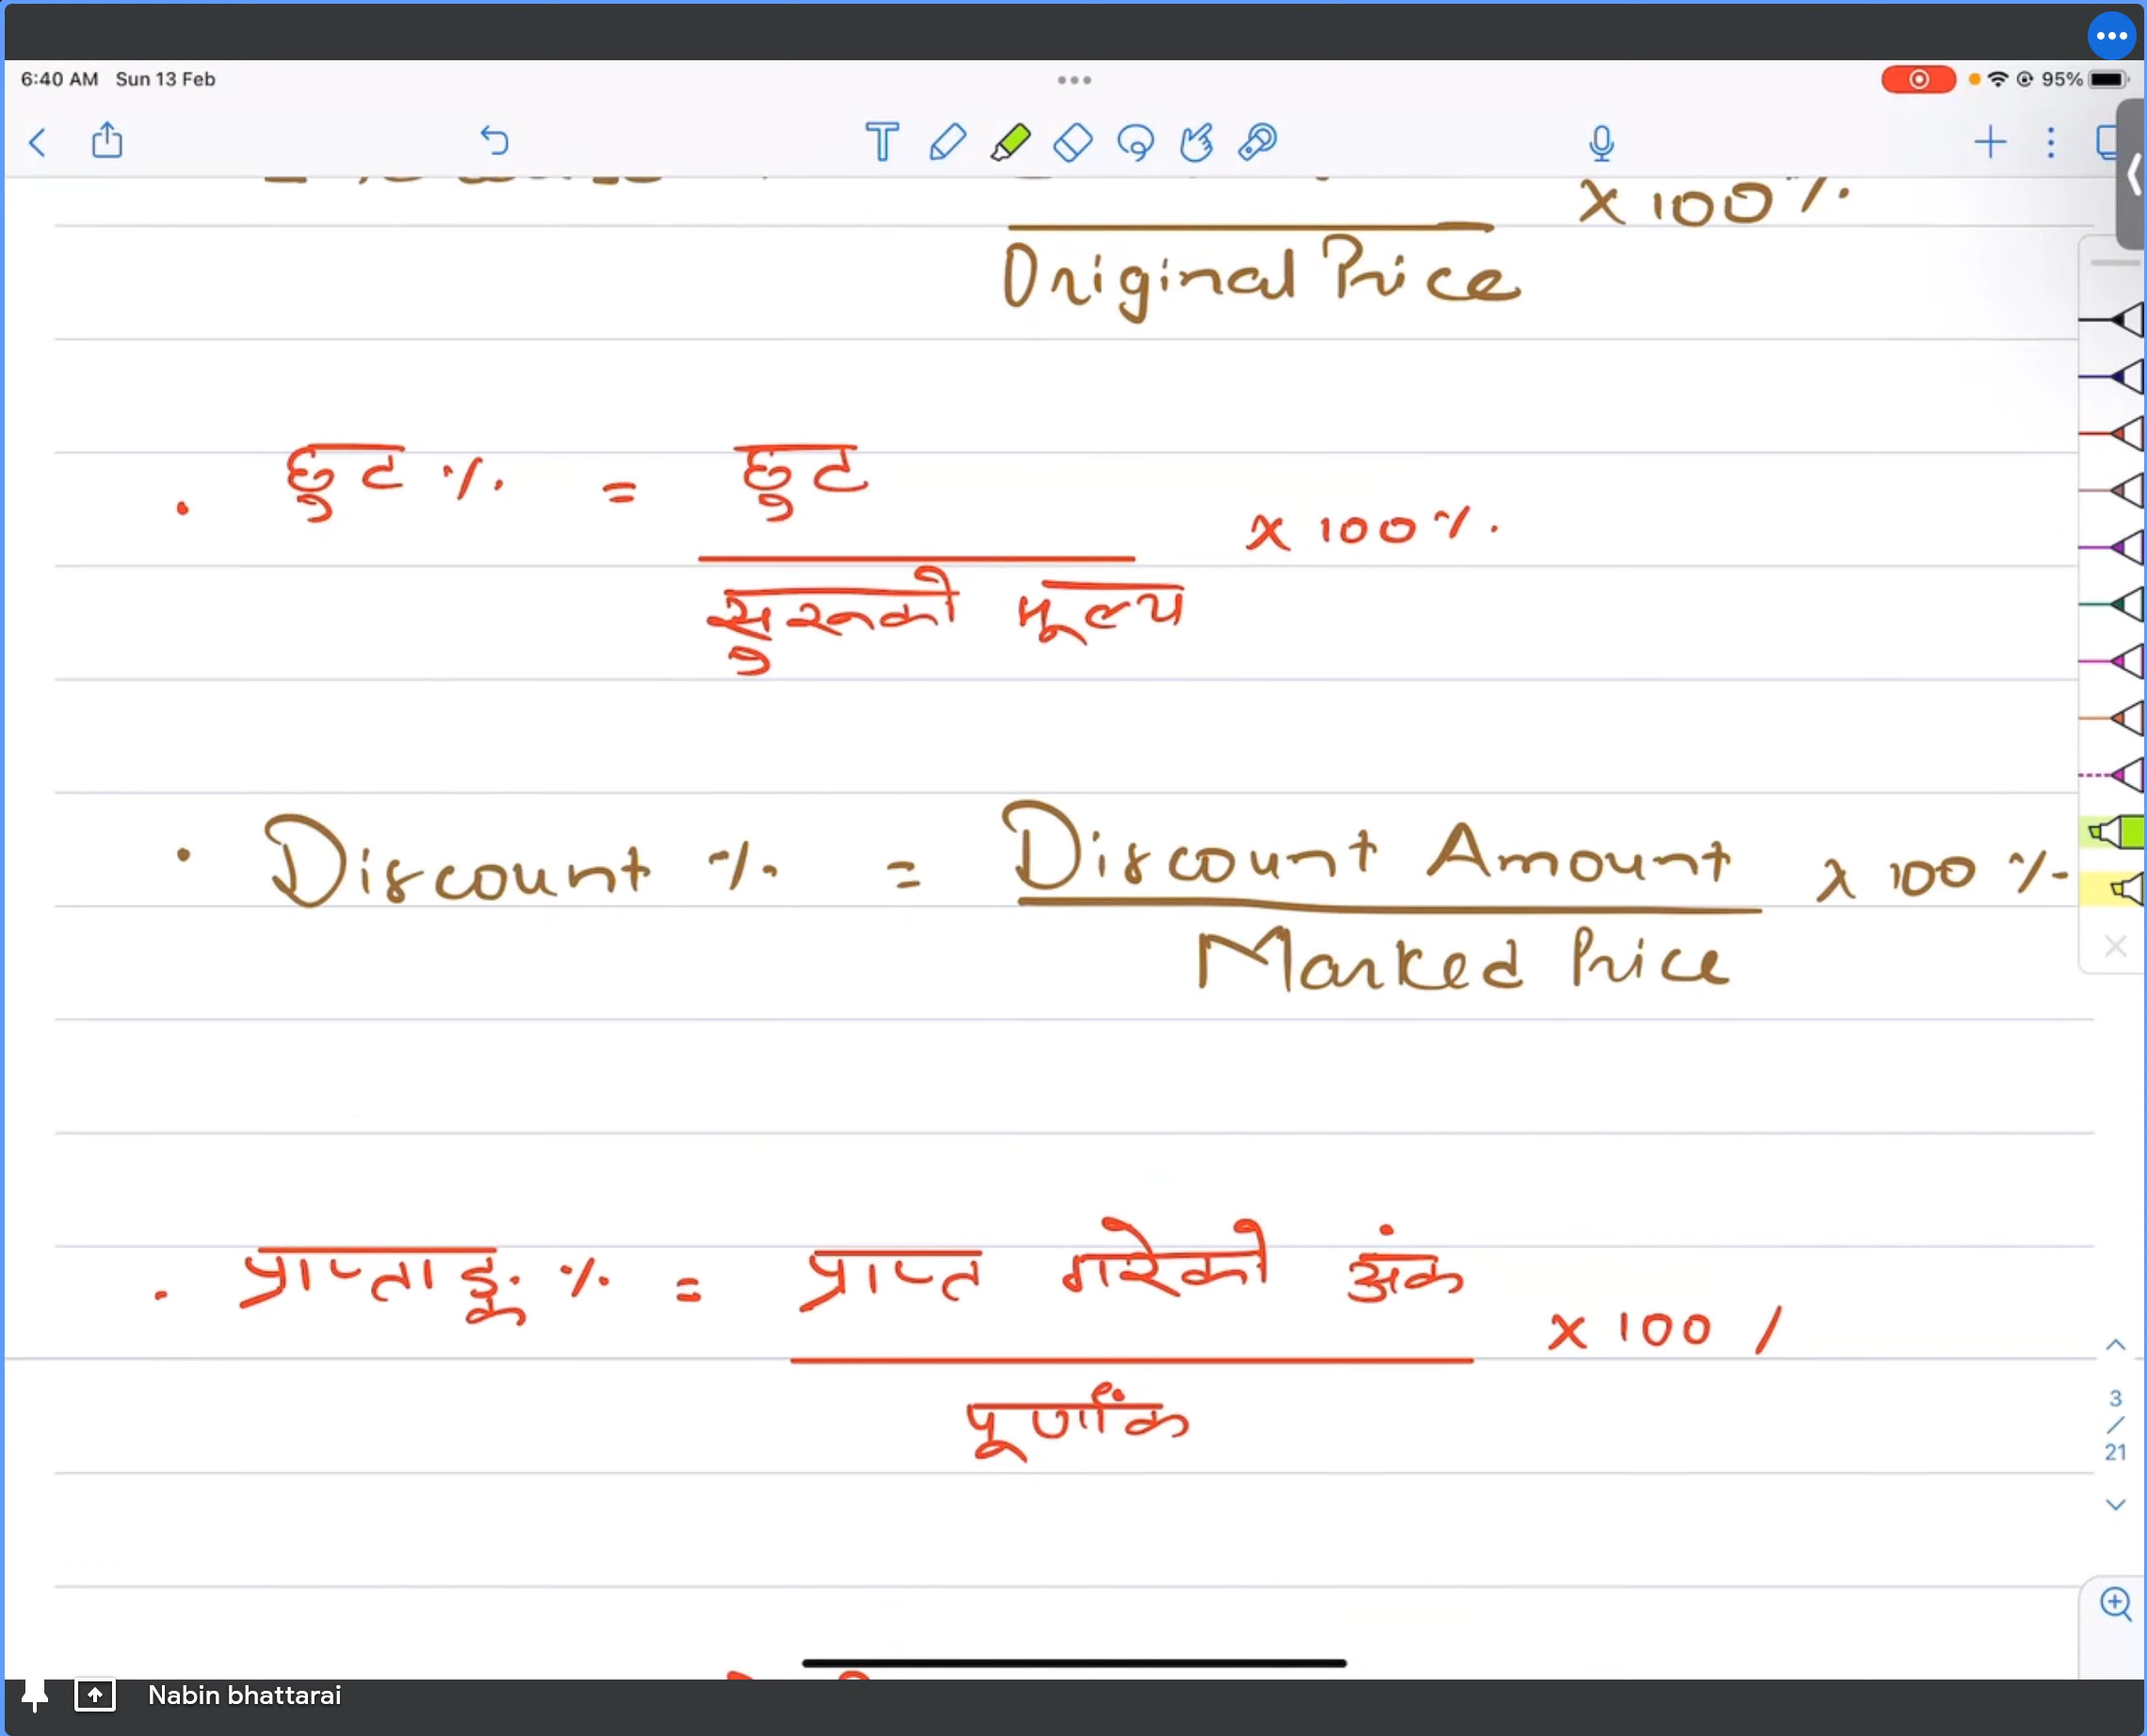 6:40 AM Sun 13 Feb
95%
x 100 %
Original Price
. छुट % = छुट
x 100 %
सुरुको मूल्य
. Discount % = Discount Amount x 100 %
Marked Price
. प्राप्ताङ्क % = प्राप्त गरेको अंक
x 100 /
पूर्णांक
3
/
21
Nabin bhattarai